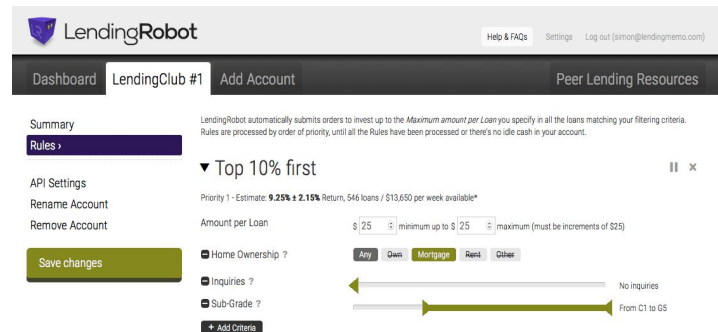 LendingRobot
Help & FAQs Settings Log out (simon@lendingmemo.com)
Dashboard LendingClub #1 Add Account Peer Lending Resources
Summary
Rules ›
API Settings
Rename Account
Remove Account
Save changes
LendingRobot automatically submits orders to invest up to the Maximum amount per Loan you specify in all the loans matching your filtering criteria.
Rules are processed by order of priority, until all the Rules have been processed or there's no idle cash in your account.
▼ Top 10% first
Priority 1 - Estimate: 9.25% ± 2.15% Return, 546 loans / $13,650 per week available*
Amount per Loan $ 25 minimum up to $ 25 maximum (must be increments of $25)
Home Ownership ? Any Own Mortgage Rent Other
Inquiries ? No inquiries
Sub-Grade ? From C1 to G5
+ Add Criteria